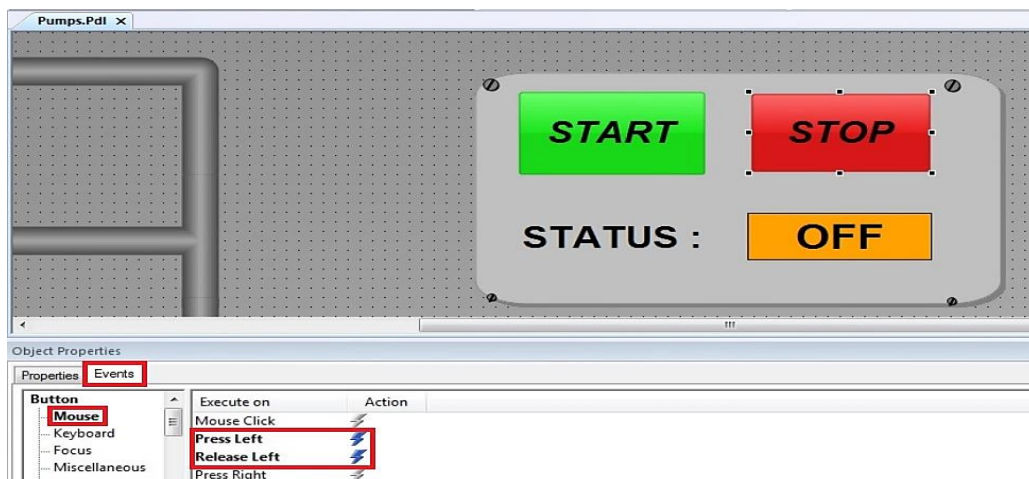 Pumps.Pdl
START STOP
STATUS : OFF
Object Properties
Properties Events
Button Execute on Action
Mouse Mouse Click
Keyboard Press Left
Focus Release Left
Miscellaneous Press Right